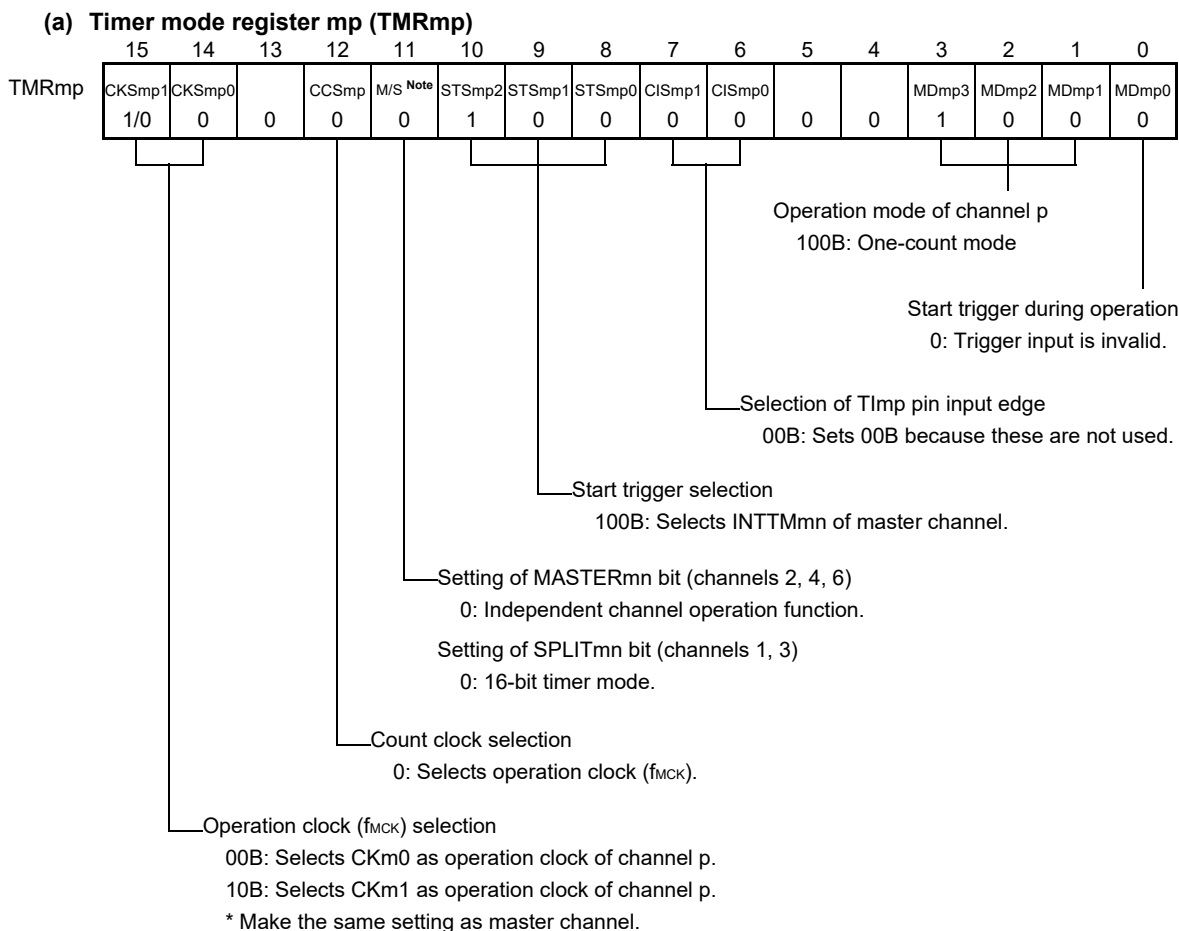 (a) Timer mode register mp (TMRmp)
15 14 13 12 11 10 9 8 7 6 5 4 3 2 1 0
TMRmp CKSmp1 CKSmp0 CCSmp M/S Note STSmp2 STSmp1 STSmp0 CISmp1 CISmp0 MDmp3 MDmp2 MDmp1 MDmp0
1/0 0 0 0 0 1 0 0 0 0 0 0 1 0 0 0
Operation mode of channel p
100B: One-count mode
Start trigger during operation
0: Trigger input is invalid.
Selection of TImp pin input edge
00B: Sets 00B because these are not used.
Start trigger selection
100B: Selects INTTMmn of master channel.
Setting of MASTERmn bit (channels 2, 4, 6)
0: Independent channel operation function.
Setting of SPLITmn bit (channels 1, 3)
0: 16-bit timer mode.
Count clock selection
0: Selects operation clock (fMCK).
Operation clock (fMCK) selection
00B: Selects CKm0 as operation clock of channel p.
10B: Selects CKm1 as operation clock of channel p.
* Make the same setting as master channel.